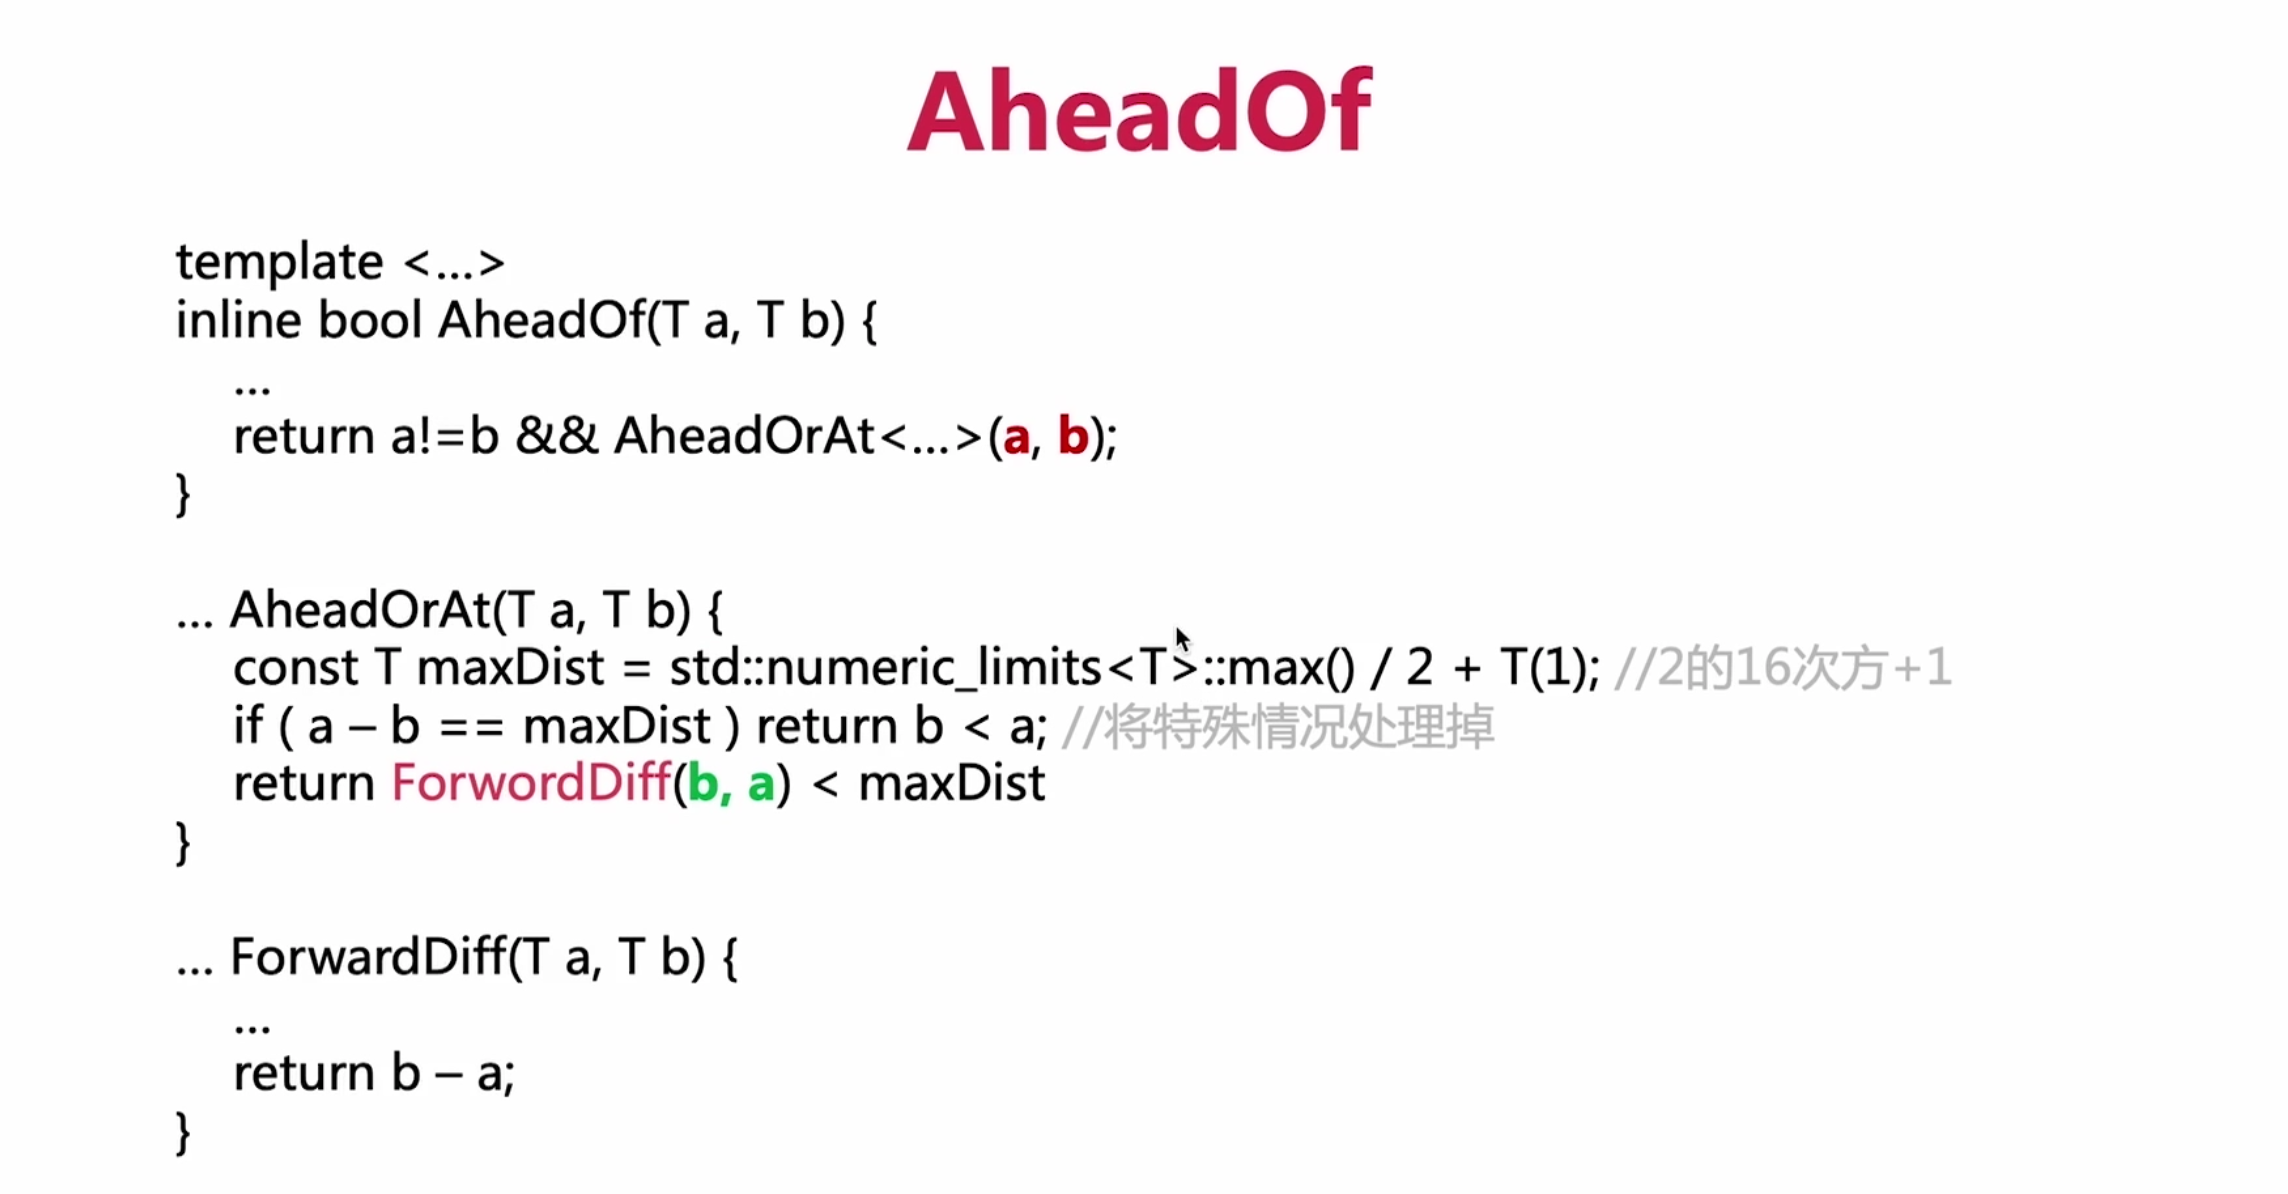 AheadOf
template <...>
inline bool AheadOf(T a, T b) {
...
return a!=b && AheadOrAt<...>(a, b);
}
... AheadOrAt(T a, T b) {
const T maxDist = std::numeric_limits<T>::max() / 2 + T(1); //2的16次方+1
if ( a – b == maxDist ) return b < a; //将特殊情况处理掉
return ForwordDiff(b, a) < maxDist
}
... ForwardDiff(T a, T b) {
...
return b – a;
}